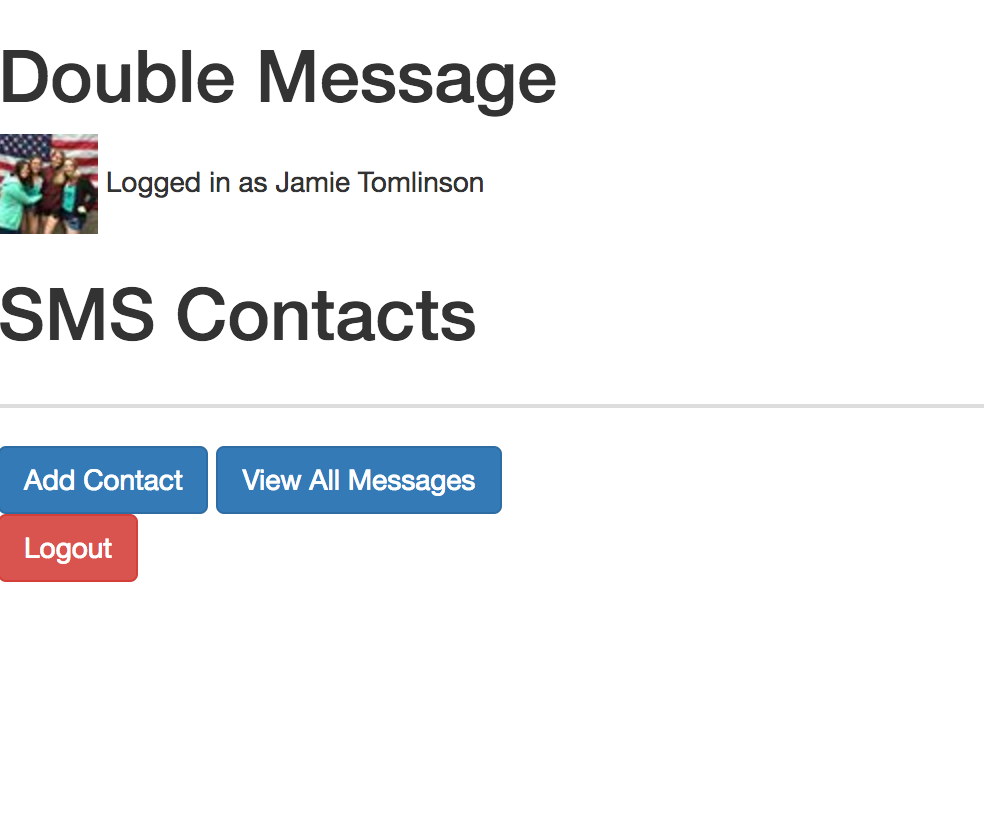 Double Message
Logged in as Jamie Tomlinson
SMS Contacts
Add Contact View All Messages
Logout